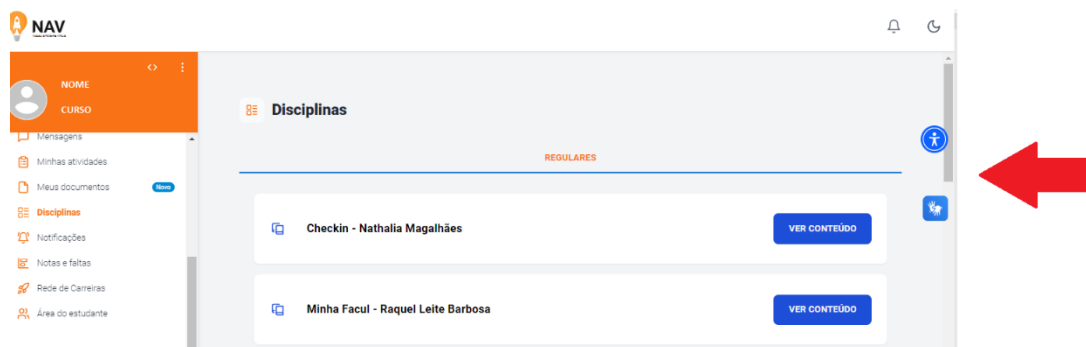 NAV
NOME
CURSO
Mensagens
Minhas atividades
Meus documentos
Novo
Disciplinas
Notificações
Notas e faltas
Rede de Carreiras
Área do estudante
Disciplinas
REGULARES
Checkin - Nathalia Magalhães
VER CONTEÚDO
Minha Facul - Raquel Leite Barbosa
VER CONTEÚDO